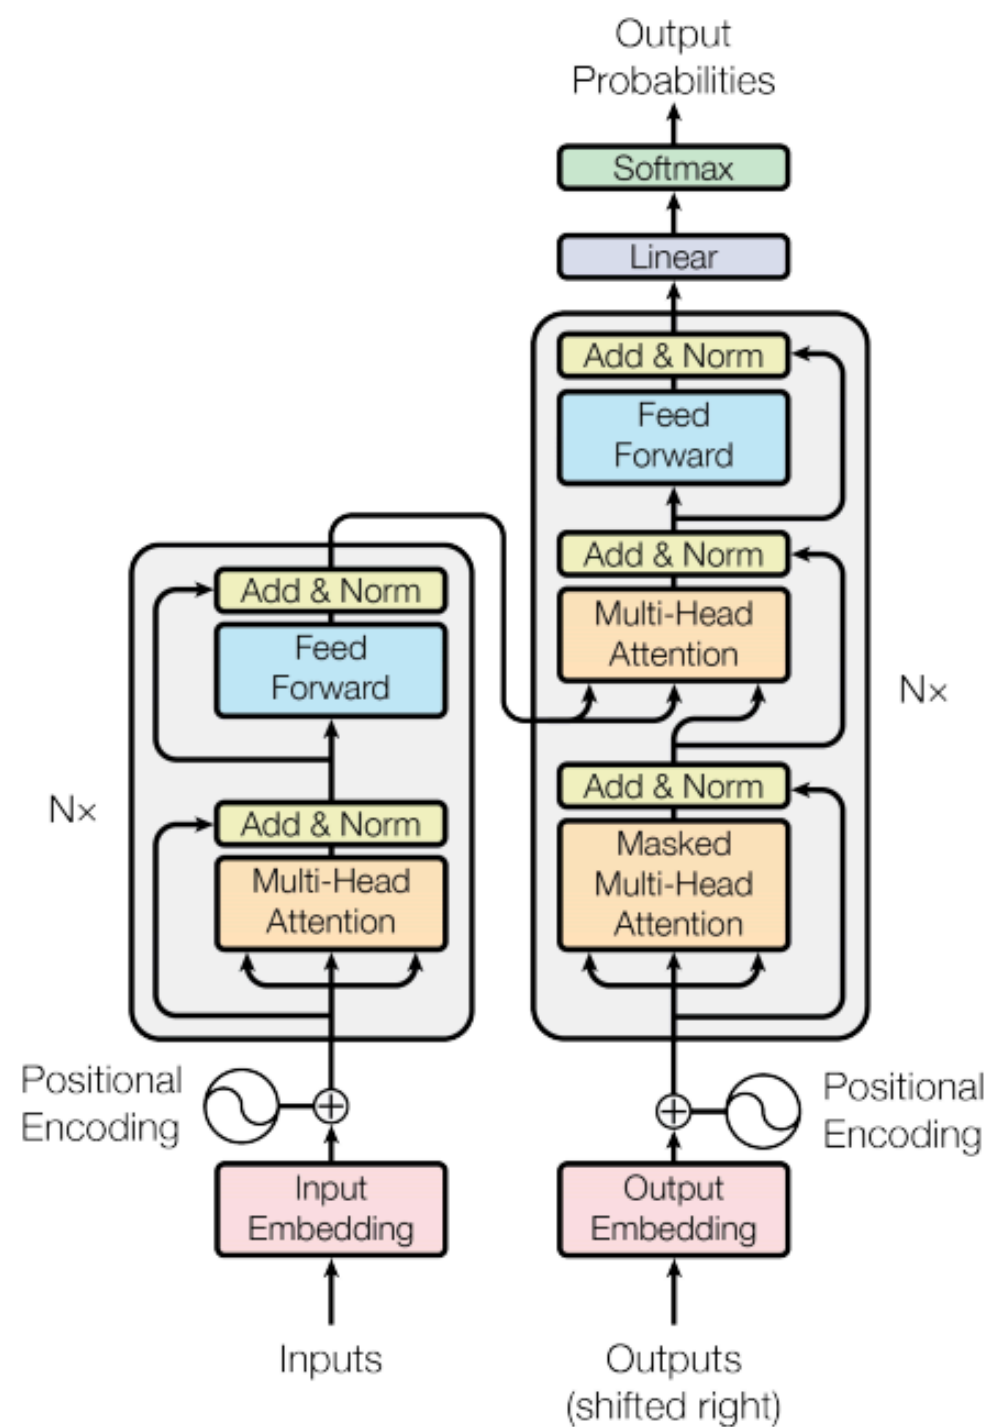 Output
Probabilities
Softmax
Linear
Add & Norm
Feed
Forward
Add & Norm
Multi-Head
Attention
N×
Add & Norm
Masked
Multi-Head
Attention
Add & Norm
Feed
Forward
N×
Add & Norm
Multi-Head
Attention
Positional
Encoding
Positional
Encoding
Input
Embedding
Output
Embedding
Inputs
Outputs
(shifted right)